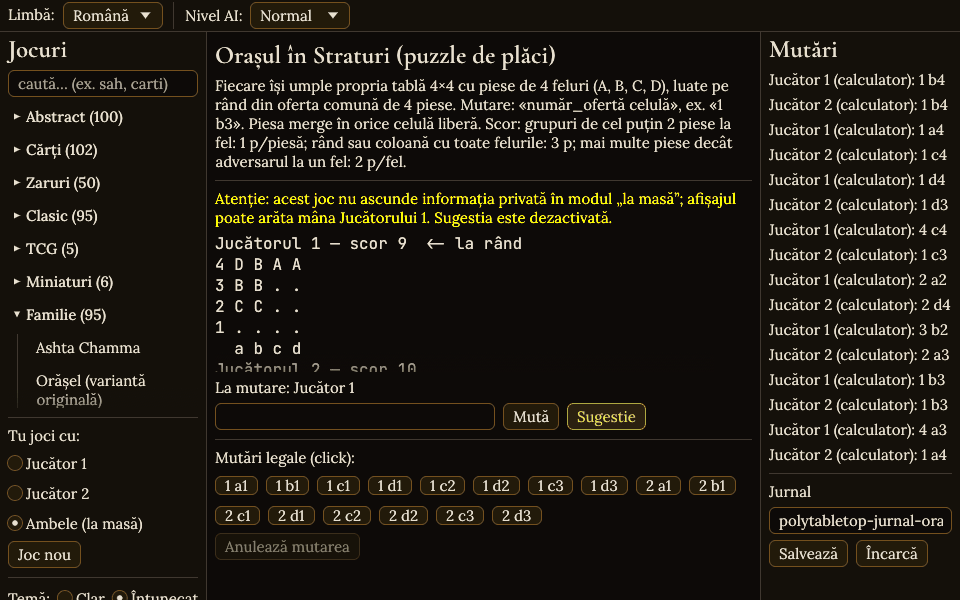 Limbă: Română ▼ Nivel AI: Normal ▼
Jocuri
caută... (ex. sah, carti)
▸ Abstract (100)
▸ Cărți (102)
▸ Zaruri (50)
▸ Clasic (95)
▸ TCG (5)
▸ Miniaturi (6)
▾ Familie (95)
Ashta Chamma
Orășel (variantă
originală)
Tu joci cu:
Jucător 1
Jucător 2
Ambele (la masă)
Joc nou
Temă: Clar Întunecat
Orașul în Straturi (puzzle de plăci)
Fiecare își umple propria tablă 4×4 cu piese de 4 feluri (A, B, C, D), luate pe
rând din oferta comună de 4 piese. Mutare: «număr_ofertă celulă», ex. «1
b3». Piesa merge în orice celulă liberă. Scor: grupuri de cel puțin 2 piese la
fel: 1 p/piesă; rând sau coloană cu toate felurile: 3 p; mai multe piese decât
adversarul la un fel: 2 p/fel.
Atenție: acest joc nu ascunde informația privată în modul „la masă”; afișajul
poate arăta mâna Jucătorului 1. Sugestia este dezactivată.
Jucătorul 1 — scor 9 ← la rând
4 D B A A
3 B B . .
2 C C . .
1 . . . .
a b c d
Jucătorul 2 — scor 10
La mutare: Jucător 1
Mută Sugestie
Mutări legale (click):
1 a1 1 b1 1 c1 1 d1 1 c2 1 d2 1 c3 1 d3 2 a1 2 b1
2 c1 2 d1 2 c2 2 d2 2 c3 2 d3
Anulează mutarea
Mutări
Jucător 1 (calculator): 1 b4
Jucător 2 (calculator): 1 b4
Jucător 1 (calculator): 1 a4
Jucător 2 (calculator): 1 c4
Jucător 1 (calculator): 1 d4
Jucător 2 (calculator): 1 d3
Jucător 1 (calculator): 4 c4
Jucător 2 (calculator): 1 c3
Jucător 1 (calculator): 2 a2
Jucător 2 (calculator): 2 d4
Jucător 1 (calculator): 3 b2
Jucător 2 (calculator): 2 a3
Jucător 1 (calculator): 1 b3
Jucător 2 (calculator): 1 b3
Jucător 1 (calculator): 4 a3
Jucător 2 (calculator): 1 a4
Jurnal
polytabletop-jurnal-ora
Salvează Încarcă